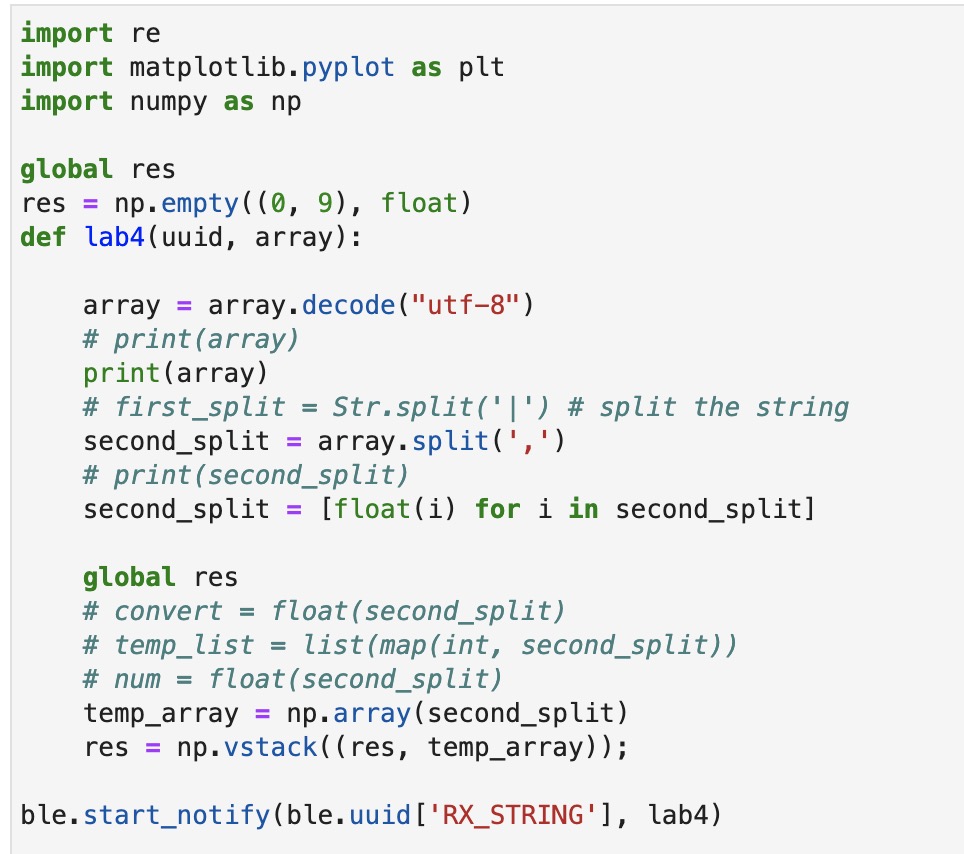 import re
import matplotlib.pyplot as plt
import numpy as np

global res
res = np.empty((0, 9), float)
def lab4(uuid, array):

    array = array.decode("utf-8")
    # print(array)
    print(array)
    # first_split = Str.split('|') # split the string
    second_split = array.split(',')
    # print(second_split)
    second_split = [float(i) for i in second_split]

    global res
    # convert = float(second_split)
    # temp_list = list(map(int, second_split))
    # num = float(second_split)
    temp_array = np.array(second_split)
    res = np.vstack((res, temp_array));

ble.start_notify(ble.uuid['RX_STRING'], lab4)